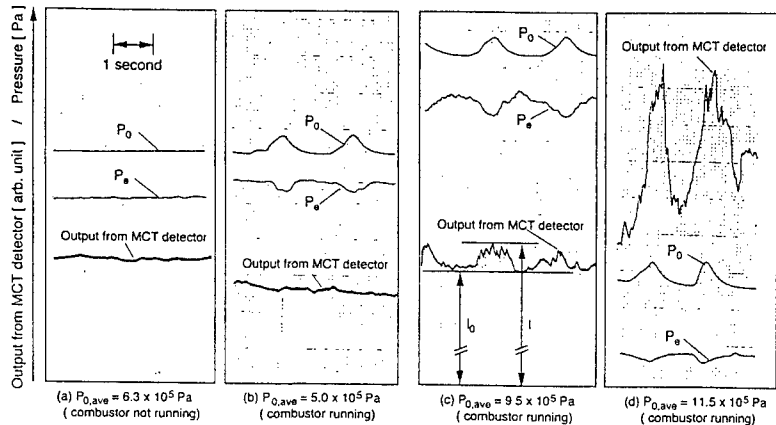 Output from MCT detector [ arb. unit ] / Pressure [ Pa ]
1 second
P0
Pe
Output from MCT detector
(a) P0,ave = 6.3 x 10^5 Pa
( combustor not running)
P0
Pe
Output from MCT detector
(b) P0,ave = 5.0 x 10^5 Pa
(combustor running)
P0
Pe
Output from MCT detector
I0
I
(c) P0,ave = 9.5 x 10^5 Pa
(combustor running)
Output from MCT detector
P0
Pe
(d) P0,ave = 11.5 x 10^5 Pa
(combustor running)